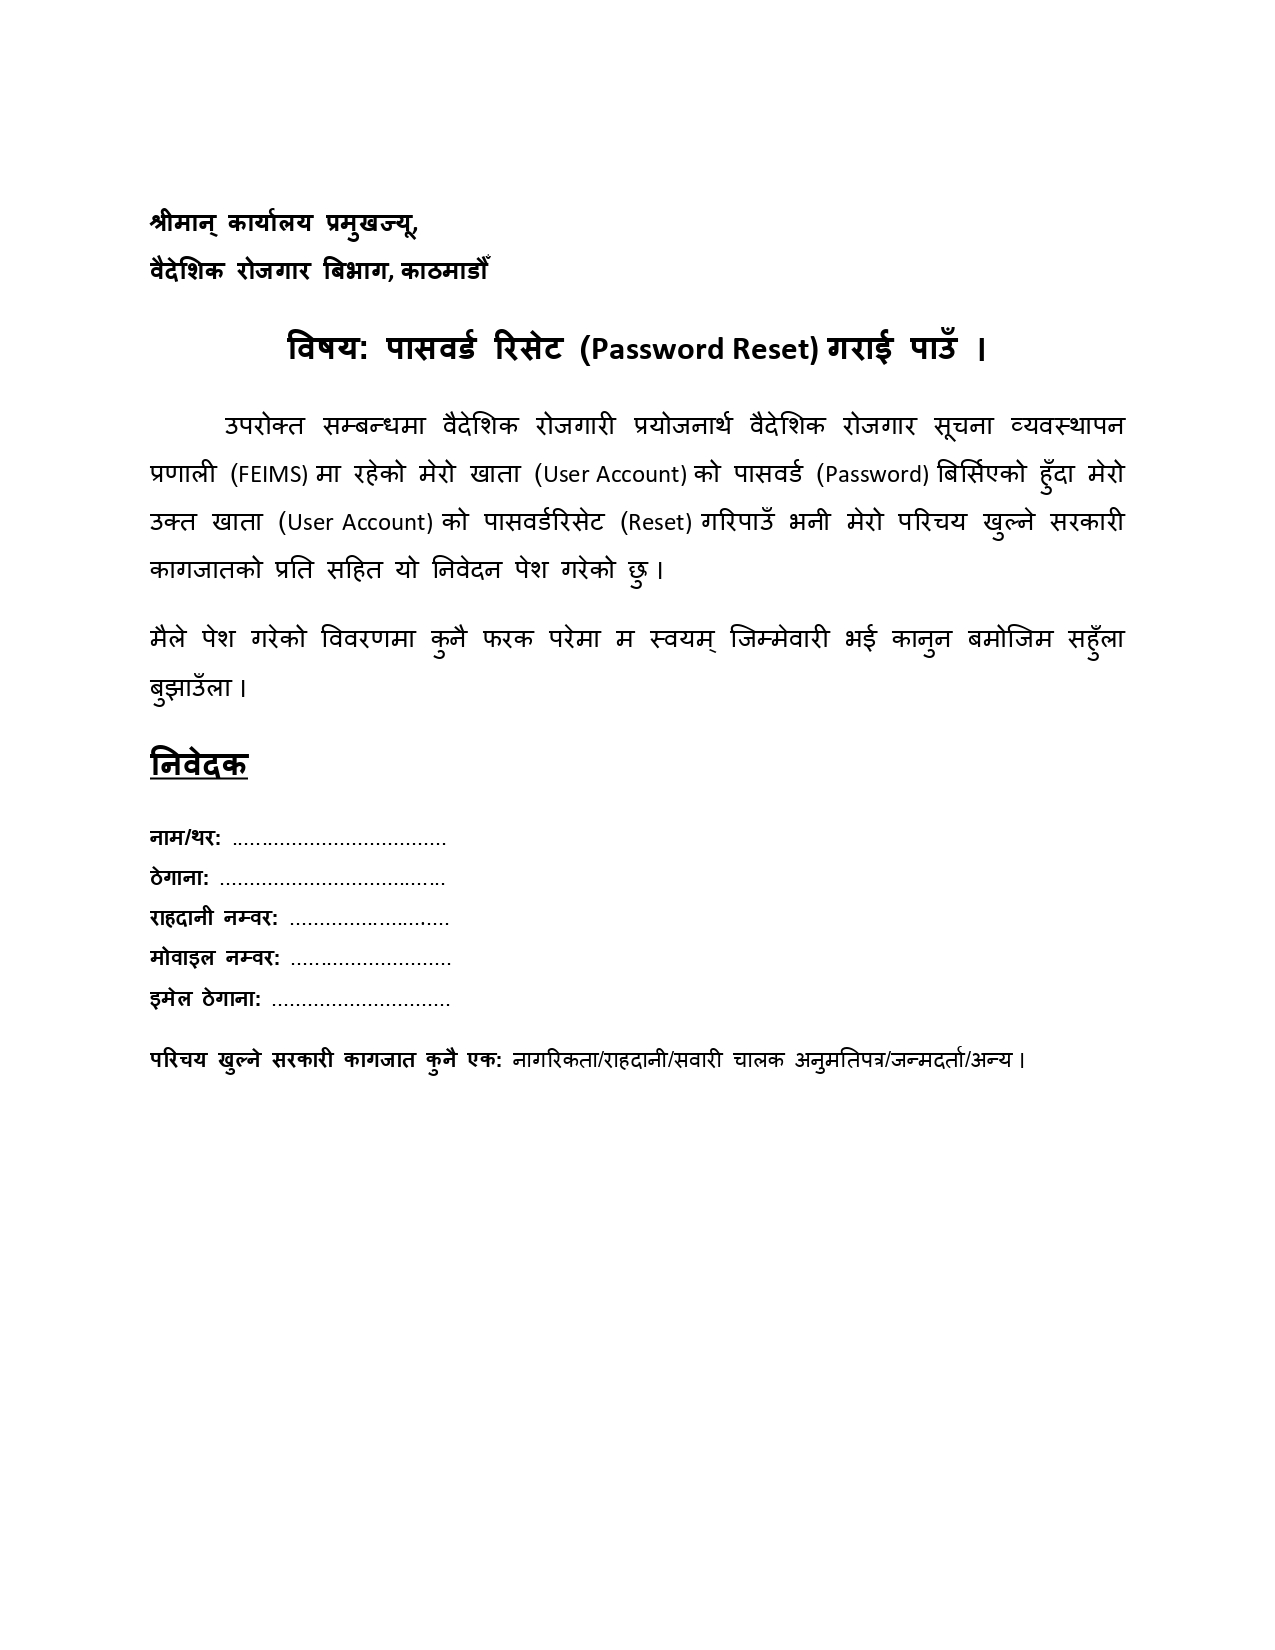 श्रीमान् कार्यालय प्रमुखज्यू,
वैदेशिक रोजगार बिभाग, काठमाडौँ
विषय: पासवर्ड रिसेट (Password Reset) गराई पाउँ ।
उपरोक्त सम्बन्धमा वैदेशिक रोजगारी प्रयोजनार्थ वैदेशिक रोजगार सूचना व्यवस्थापन
प्रणाली (FEIMS) मा रहेको मेरो खाता (User Account) को पासवर्ड (Password) बिर्सिएको हुँदा मेरो
उक्त खाता (User Account) को पासवर्डरिसेट (Reset) गरिपाउँ भनी मेरो परिचय खुल्ने सरकारी
कागजातको प्रति सहित यो निवेदन पेश गरेको छु ।
मैले पेश गरेको विवरणमा कुनै फरक परेमा म स्वयम् जिम्मेवारी भई कानुन बमोजिम सहुँला
बुझाउँला ।
निवेदक
नाम/थर: ....................................
ठेगाना: ......................................
राहदानी नम्वर: ...........................
मोवाइल नम्वर: ...........................
इमेल ठेगाना: ..............................
परिचय खुल्ने सरकारी कागजात कुनै एक: नागरिकता/राहदानी/सवारी चालक अनुमतिपत्र/जन्मदर्ता/अन्य ।